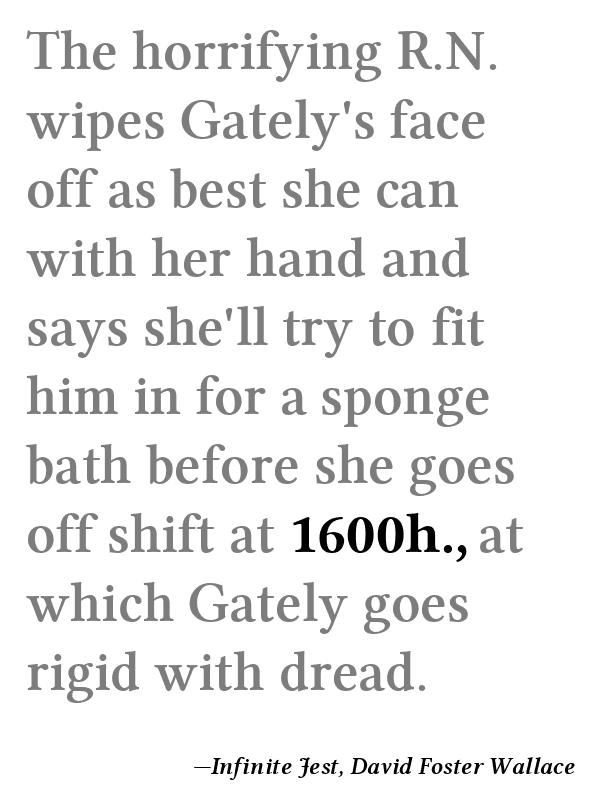 The horrifying R.N.
wipes Gately's face
off as best she can
with her hand and
says she'll try to fit
him in for a sponge
bath before she goes
off shift at 1600h., at
which Gately goes
rigid with dread.
—Infinite Jest, David Foster Wallace